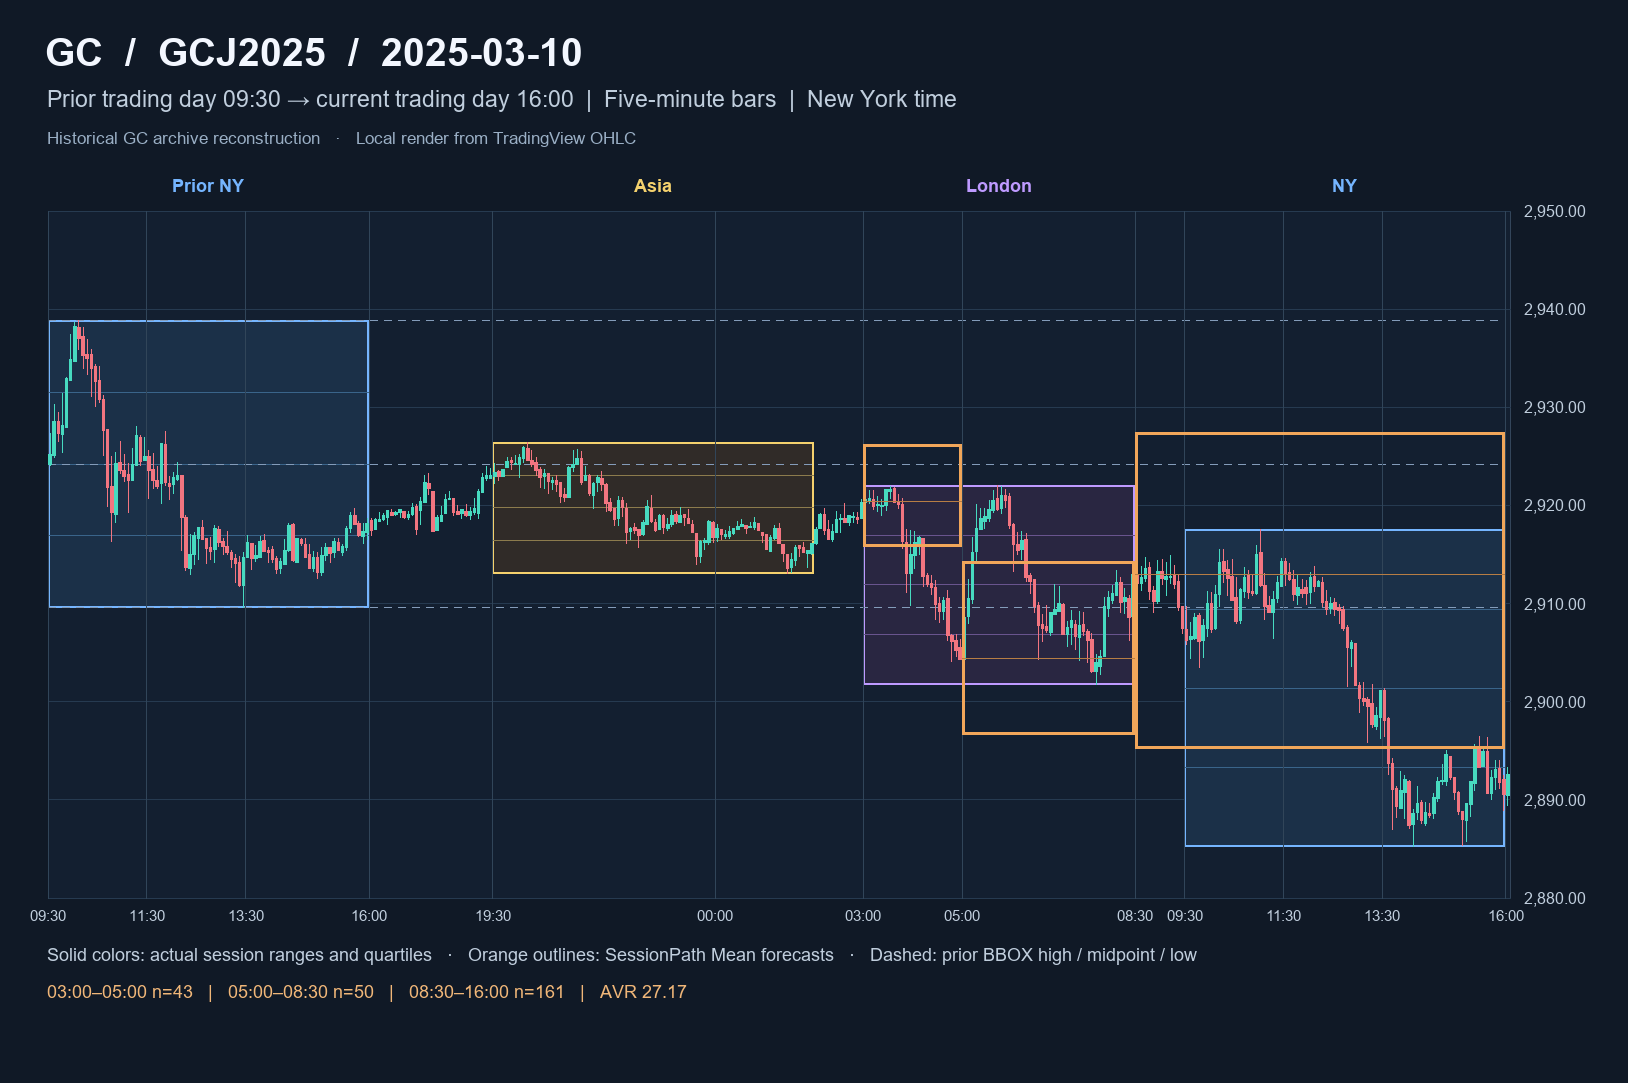 GC / GCJ2025 / 2025-03-10
Prior trading day 09:30 → current trading day 16:00 | Five-minute bars | New York time
Historical GC archive reconstruction · Local render from TradingView OHLC
Prior NY Asia London NY
2,950.00
2,940.00
2,930.00
2,920.00
2,910.00
2,900.00
2,890.00
2,880.00
09:30 11:30 13:30 16:00 19:30 00:00 03:00 05:00 08:30 09:30 11:30 13:30 16:00
Solid colors: actual session ranges and quartiles · Orange outlines: SessionPath Mean forecasts · Dashed: prior BBOX high / midpoint / low
03:00–05:00 n=43 | 05:00–08:30 n=50 | 08:30–16:00 n=161 | AVR 27.17